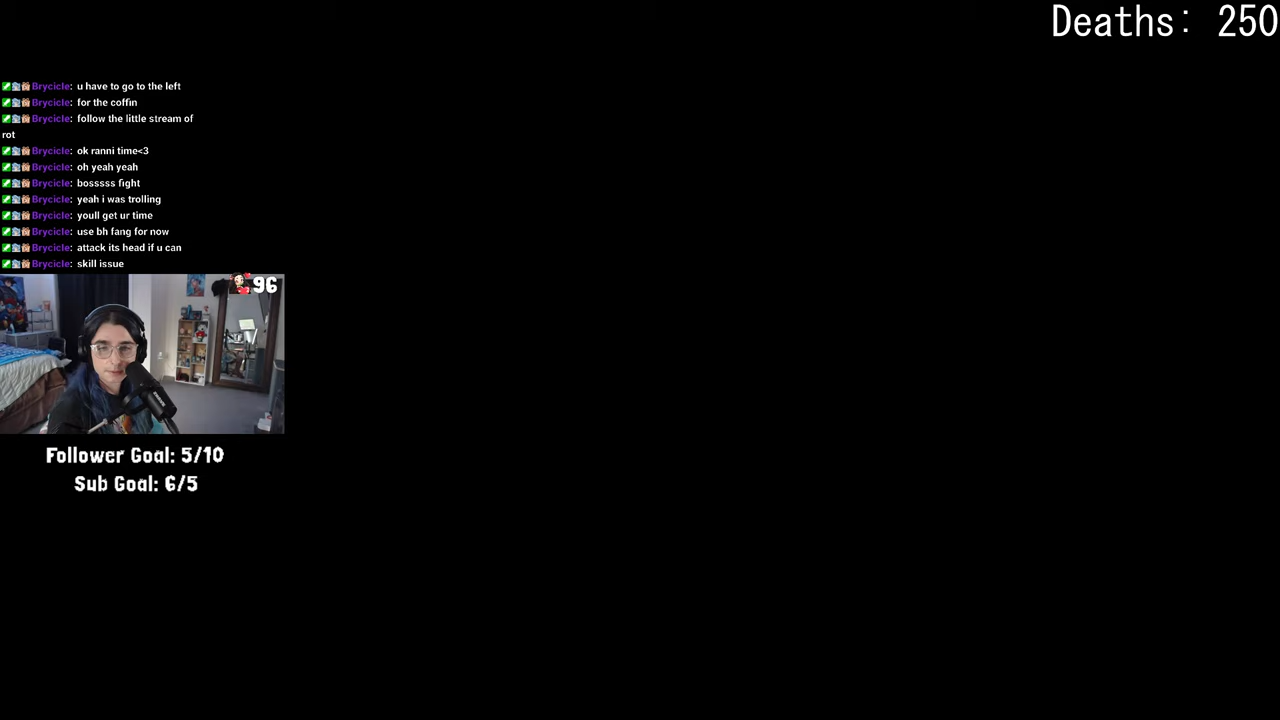 Deaths: 250
Brycicle: u have to go to the left
Brycicle: for the coffin
Brycicle: follow the little stream of
rot
Brycicle: ok ranni time<3
Brycicle: oh yeah yeah
Brycicle: bosssss fight
Brycicle: yeah i was trolling
Brycicle: youll get ur time
Brycicle: use bh fang for now
Brycicle: attack its head if u can
Brycicle: skill issue
96
Follower Goal: 5/10
Sub Goal: 6/5